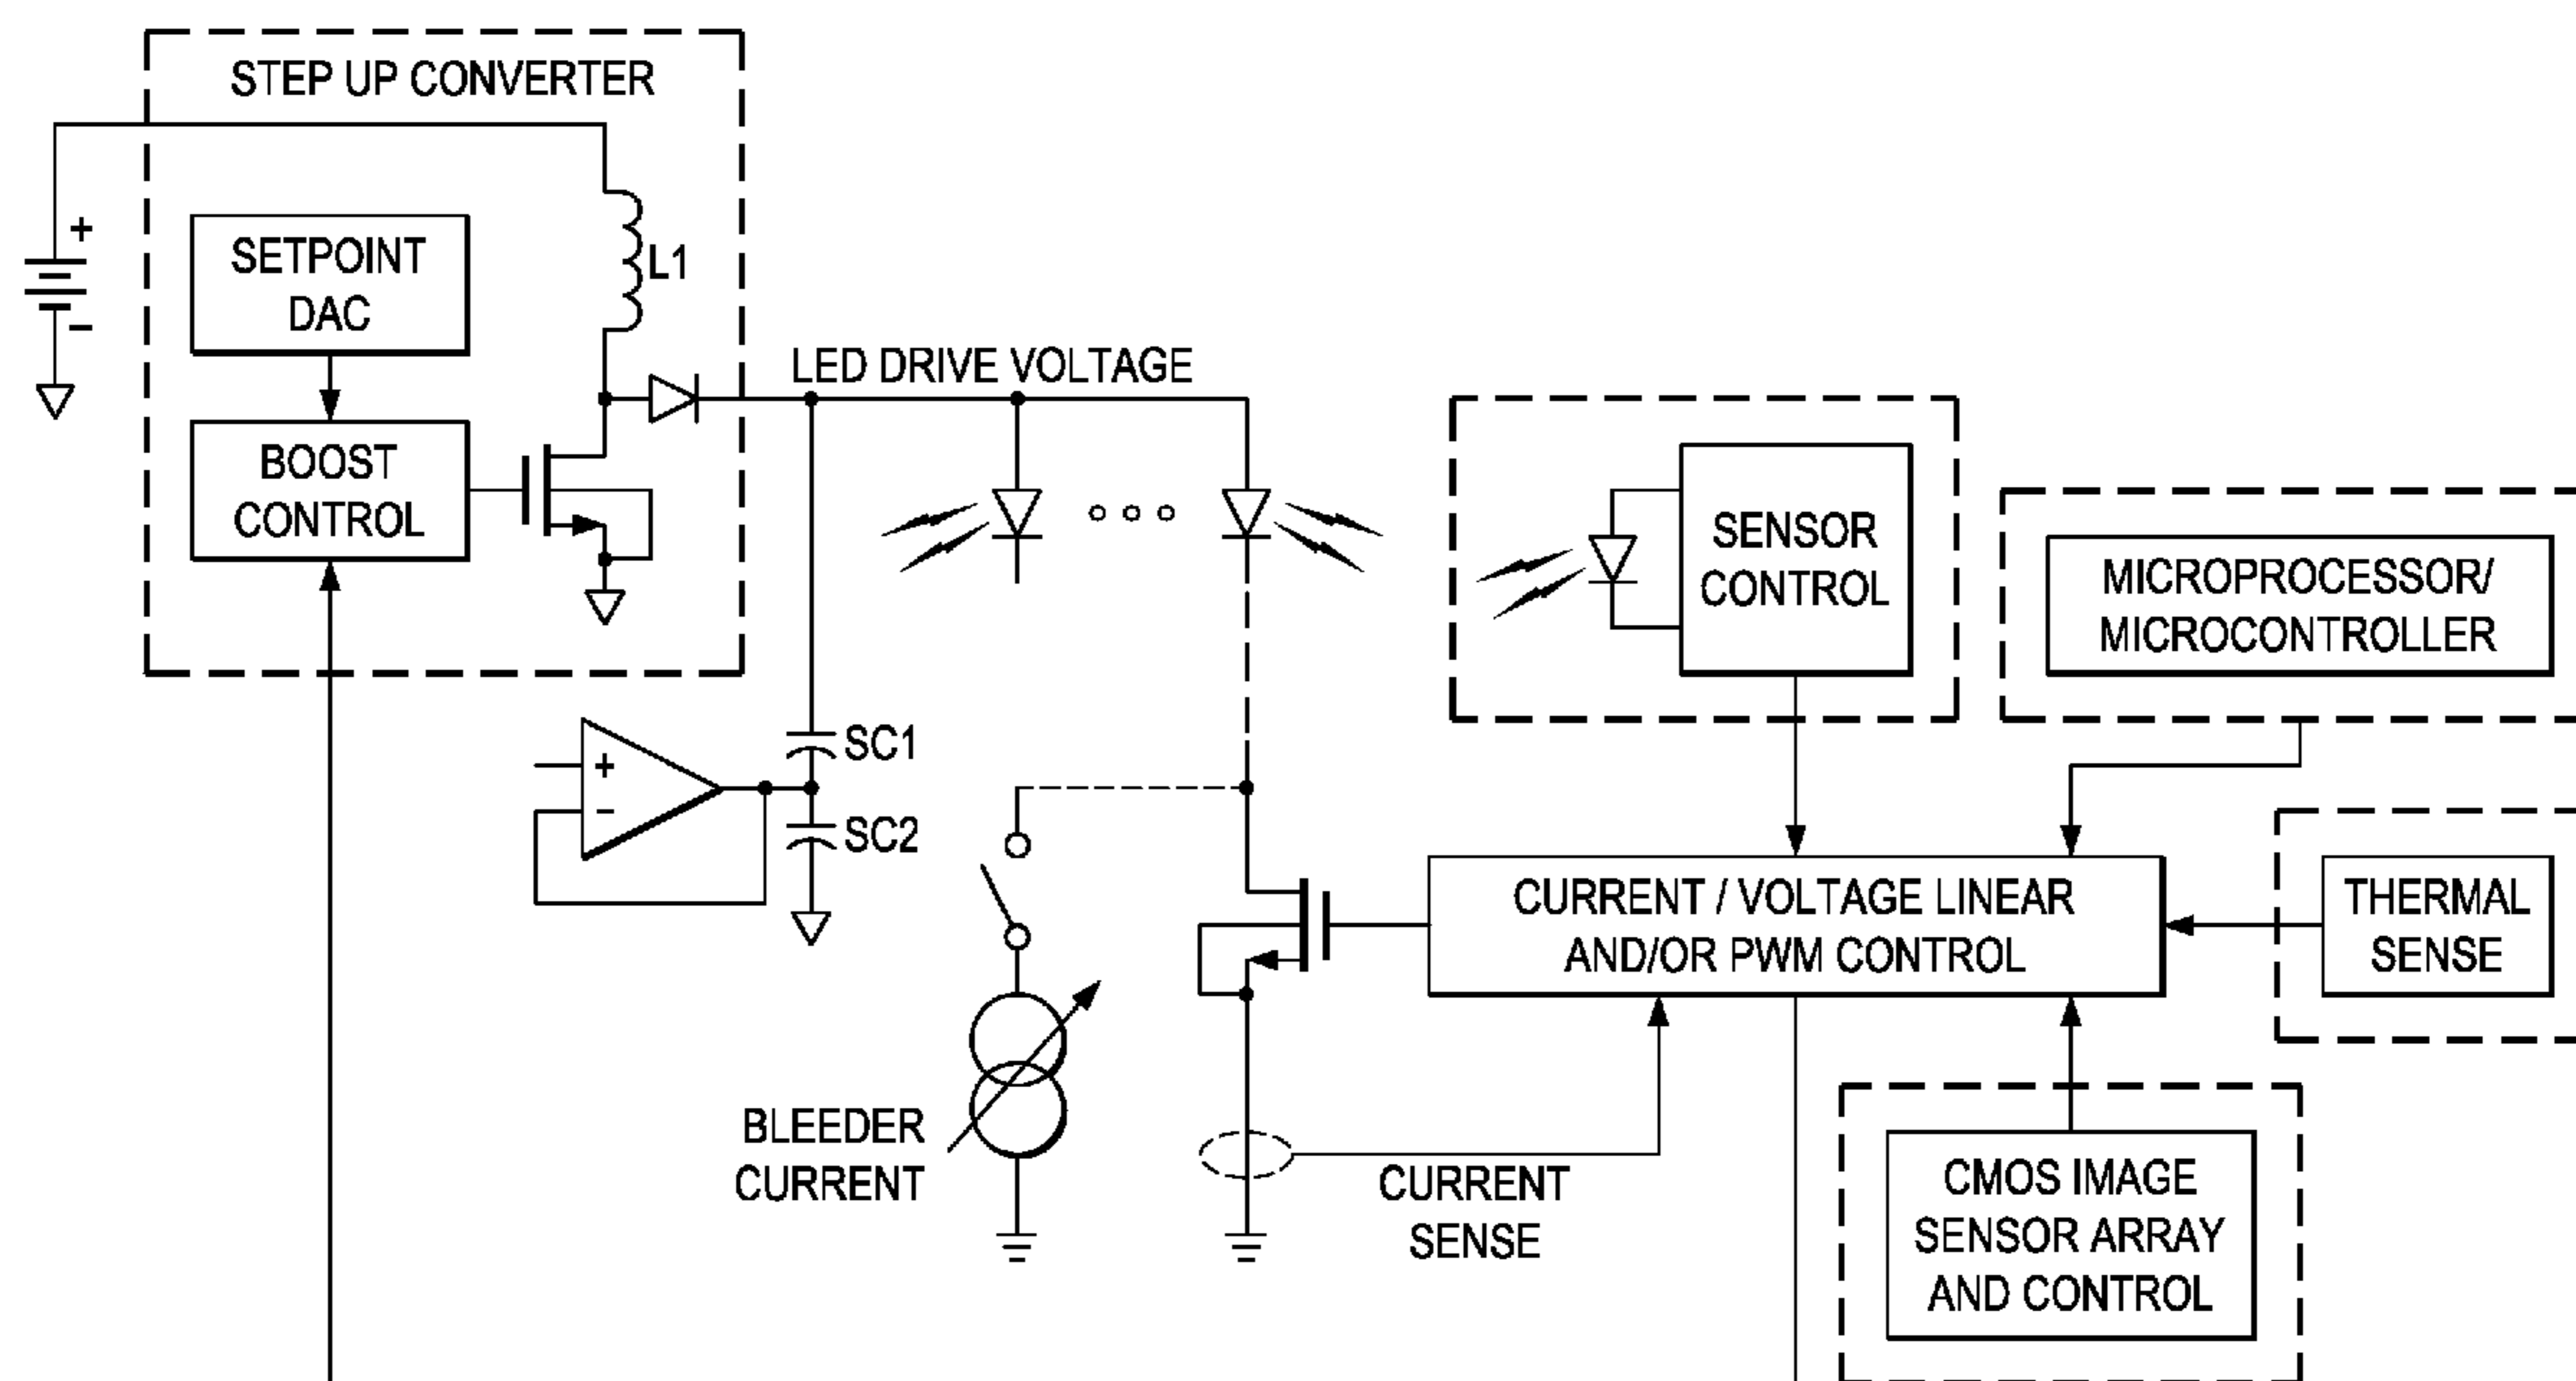 STEP UP CONVERTER
+
SETPOINT
DAC
L1
−
LED DRIVE VOLTAGE
BOOST
CONTROL
SENSOR
CONTROL
MICROPROCESSOR/
MICROCONTROLLER
+
−
SC1
SC2
CURRENT / VOLTAGE LINEAR
AND/OR PWM CONTROL
THERMAL
SENSE
BLEEDER
CURRENT
CURRENT
SENSE
CMOS IMAGE
SENSOR ARRAY
AND CONTROL